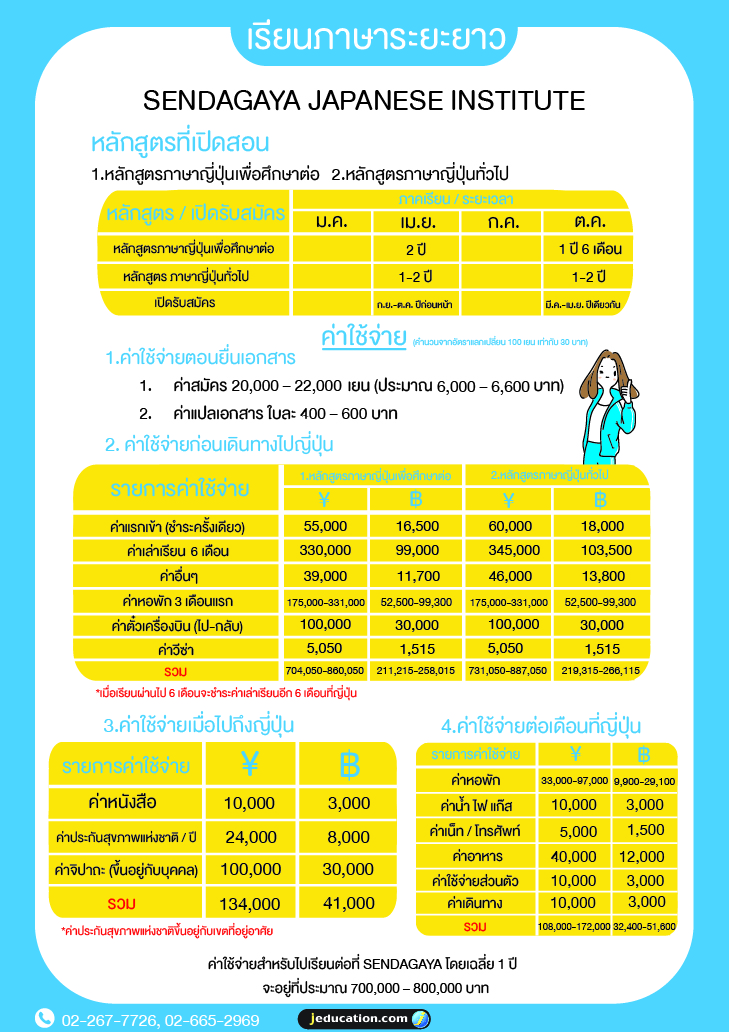 เรียนภาษาระยะยาว
SENDAGAYA JAPANESE INSTITUTE
หลักสูตรที่เปิดสอน
1.หลักสูตรภาษาญี่ปุ่นเพื่อศึกษาต่อ 2.หลักสูตรภาษาญี่ปุ่นทั่วไป
หลักสูตร / เปิดรับสมัคร ภาคเรียน / ระยะเวลา
ม.ค. เม.ย. ก.ค. ต.ค.
หลักสูตรภาษาญี่ปุ่นเพื่อศึกษาต่อ 2 ปี 1 ปี 6 เดือน
หลักสูตร ภาษาญี่ปุ่นทั่วไป 1-2 ปี 1-2 ปี
เปิดรับสมัคร ก.ย.-ต.ค. ปีก่อนหน้า มี.ค.-เม.ย. ปีเดียวกัน
ค่าใช้จ่าย (คำนวนจากอัตราแลกเปลี่ยน 100 เยน เท่ากับ 30 บาท)
1.ค่าใช้จ่ายตอนยื่นเอกสาร
1. ค่าสมัคร 20,000 – 22,000 เยน (ประมาณ 6,000 – 6,600 บาท)
2. ค่าแปลเอกสาร ใบละ 400 – 600 บาท
2. ค่าใช้จ่ายก่อนเดินทางไปญี่ปุ่น
รายการค่าใช้จ่าย 1.หลักสูตรภาษาญี่ปุ่นเพื่อศึกษาต่อ 2.หลักสูตรภาษาญี่ปุ่นทั่วไป
¥ ฿ ¥ ฿
ค่าแรกเข้า (ชำระครั้งเดียว) 55,000 16,500 60,000 18,000
ค่าเล่าเรียน 6 เดือน 330,000 99,000 345,000 103,500
ค่าอื่นๆ 39,000 11,700 46,000 13,800
ค่าหอพัก 3 เดือนแรก 175,000-331,000 52,500-99,300 175,000-331,000 52,500-99,300
ค่าตั๋วเครื่องบิน (ไป-กลับ) 100,000 30,000 100,000 30,000
ค่าวีซ่า 5,050 1,515 5,050 1,515
รวม 704,050-860,050 211,215-258,015 731,050-887,050 219,315-266,115
*เมื่อเรียนผ่านไป 6 เดือนจะชำระค่าเล่าเรียนอีก 6 เดือนที่ญี่ปุ่น
3.ค่าใช้จ่ายเมื่อไปถึงญี่ปุ่น
รายการค่าใช้จ่าย ¥ ฿
ค่าหนังสือ 10,000 3,000
ค่าประกันสุขภาพแห่งชาติ / ปี 24,000 8,000
ค่าจิปาถะ (ขึ้นอยู่กับบุคคล) 100,000 30,000
รวม 134,000 41,000
*ค่าประกันสุขภาพแห่งชาติขึ้นอยู่กับเขตที่อยู่อาศัย
4.ค่าใช้จ่ายต่อเดือนที่ญี่ปุ่น
รายการค่าใช้จ่าย ¥ ฿
ค่าหอพัก 33,000-97,000 9,900-29,100
ค่าน้ำ ไฟ แก๊ส 10,000 3,000
ค่าเน็ท / โทรศัพท์ 5,000 1,500
ค่าอาหาร 40,000 12,000
ค่าใช้จ่ายส่วนตัว 10,000 3,000
ค่าเดินทาง 10,000 3,000
รวม 108,000-172,000 32,400-51,600
ค่าใช้จ่ายสำหรับไปเรียนต่อที่ SENDAGAYA โดยเฉลี่ย 1 ปี
จะอยู่ที่ประมาณ 700,000 – 800,000 บาท
02-267-7726, 02-665-2969 jeducation.com